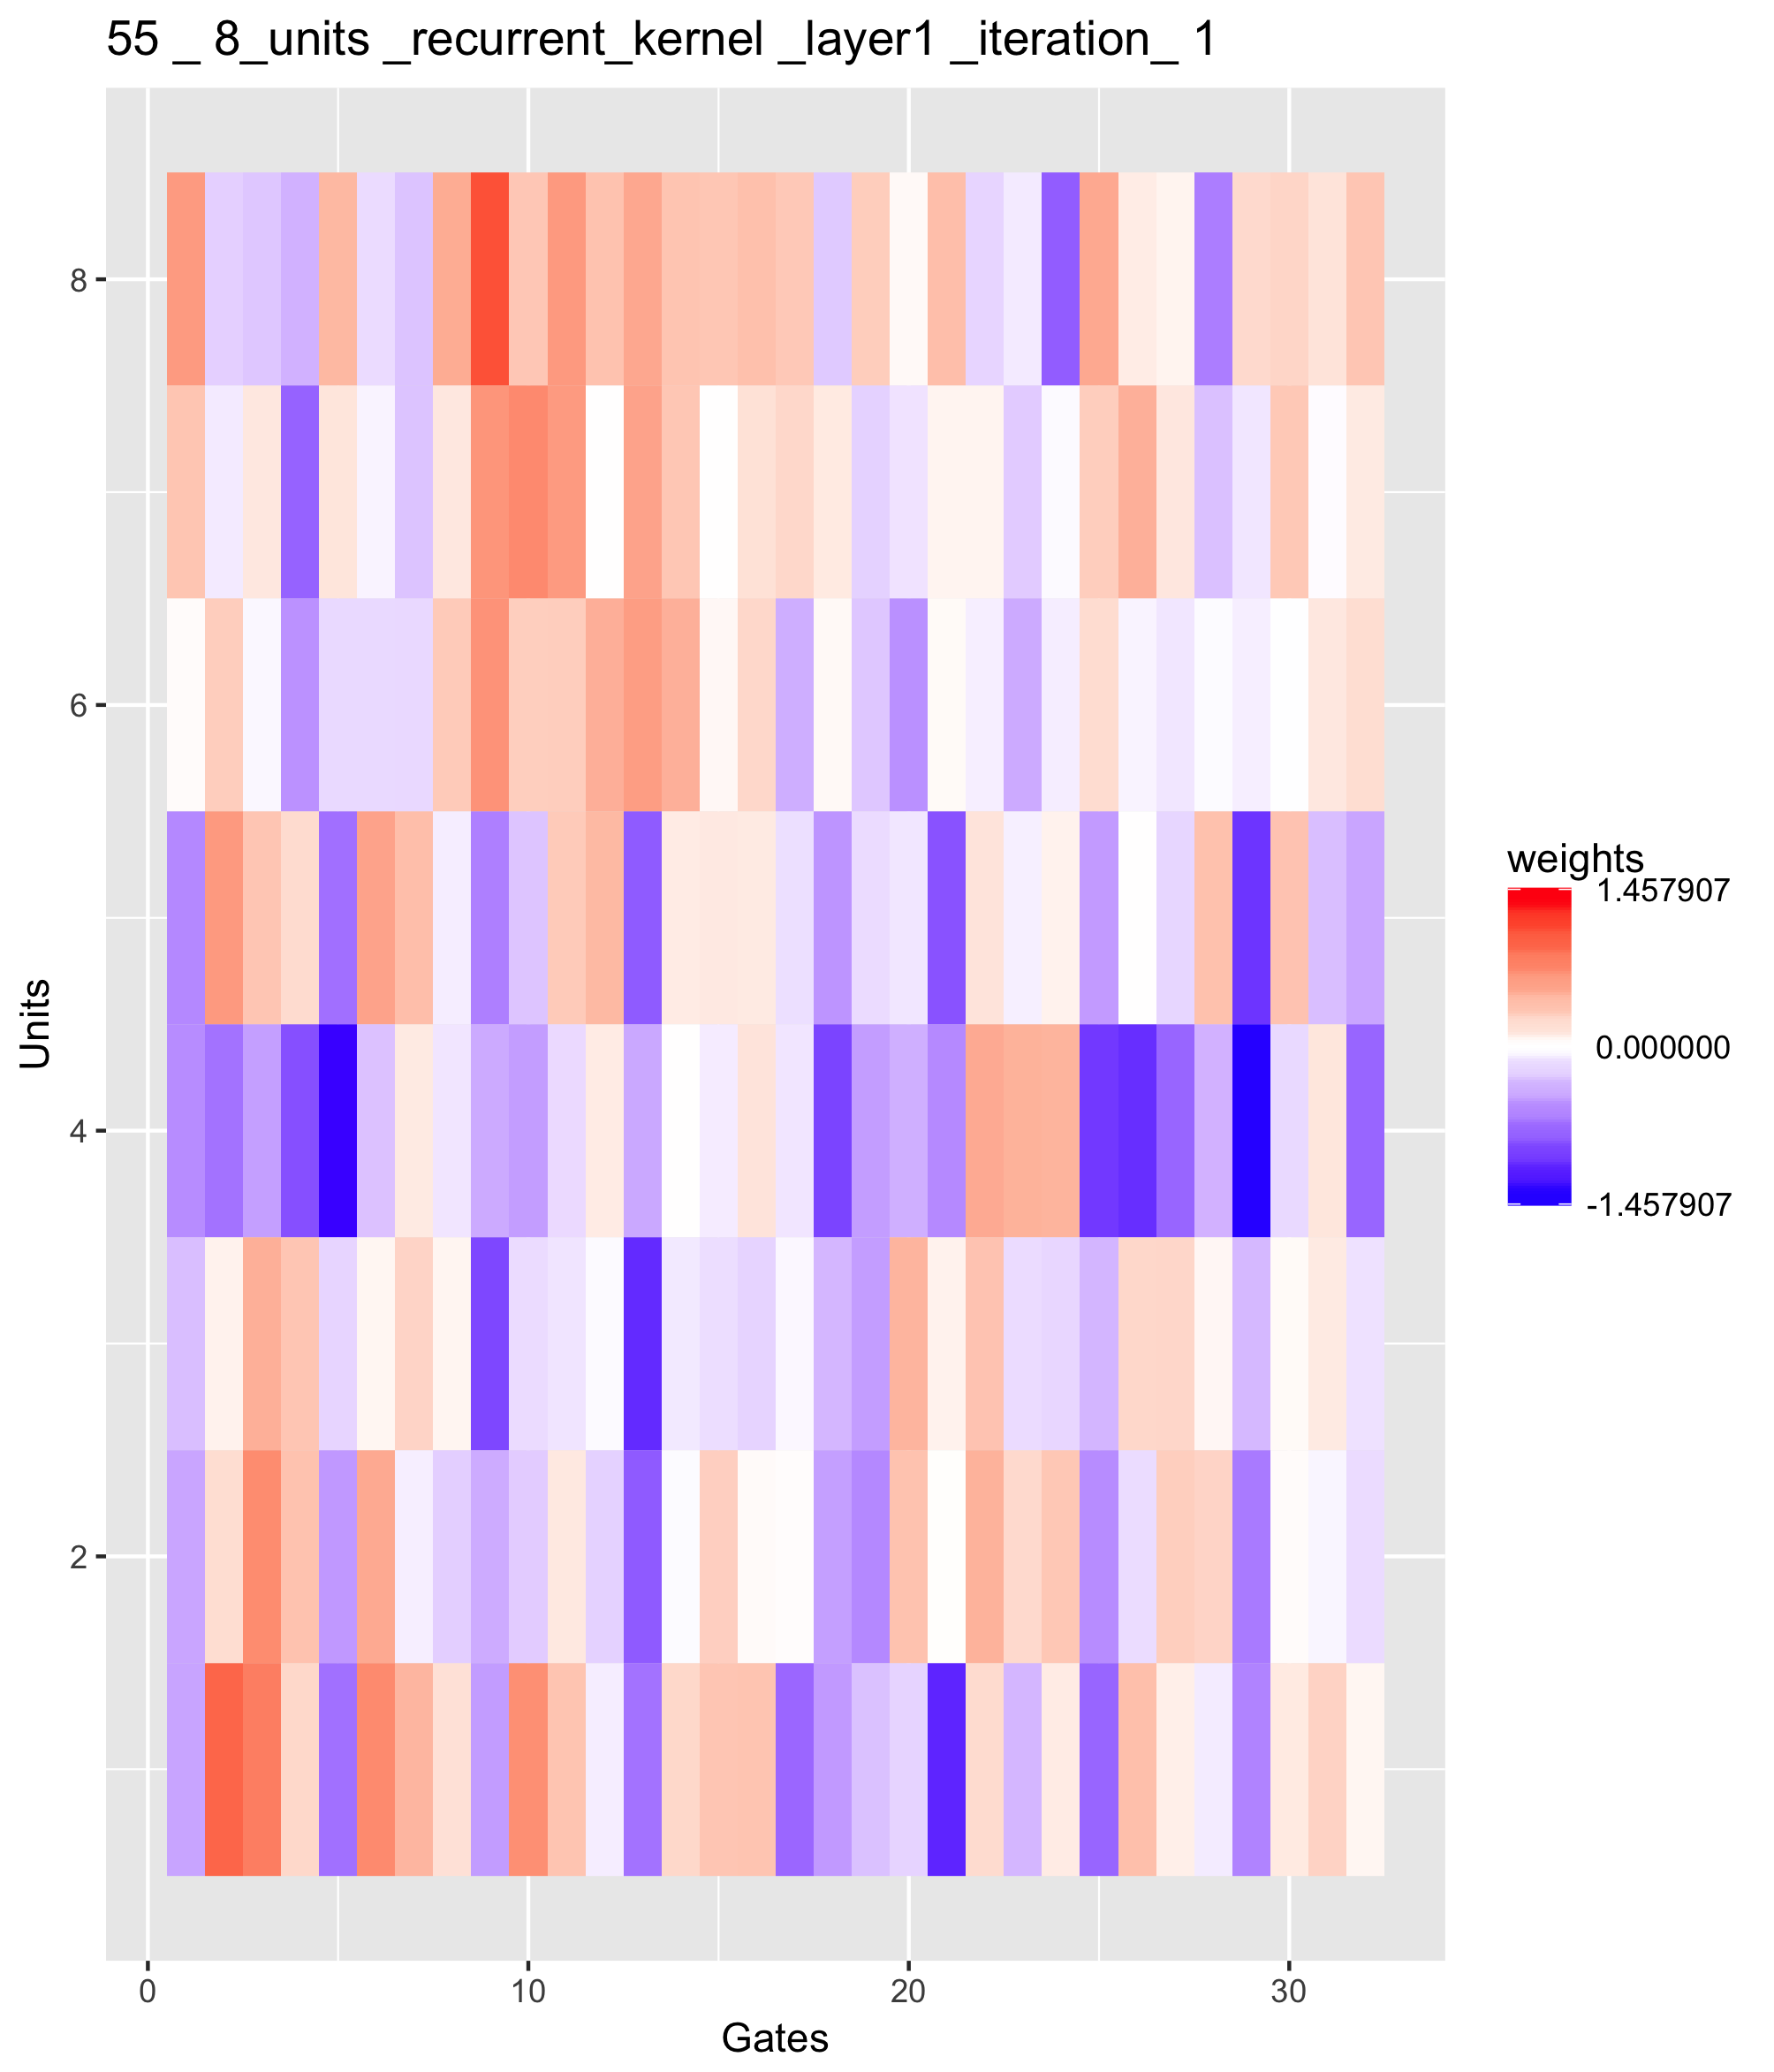 55 _ 8_units _recurrent_kernel _layer1 _iteration_ 1
8
6
4
2
Units
0 10 20 30
Gates
weights
1.457907
0.000000
-1.457907